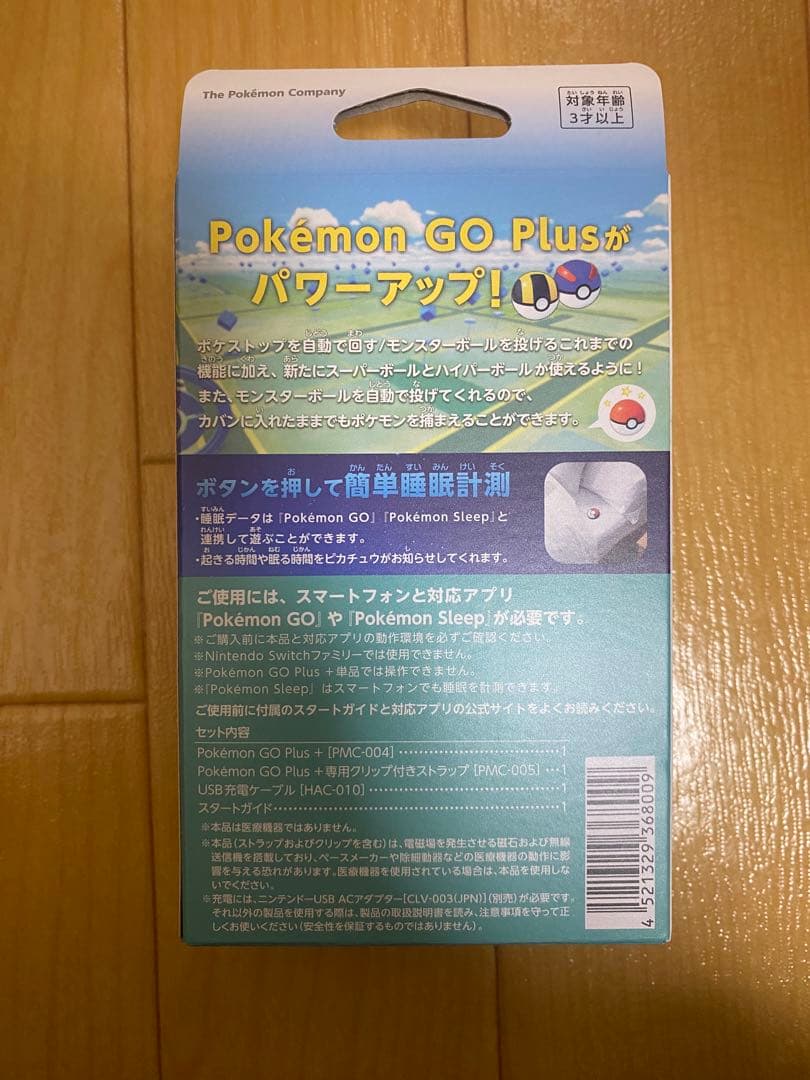 The Pokémon Company
対象年齢
3才以上
Pokémon GO Plusが
パワーアップ!
ポケストップを自動で回す/モンスターボールを投げるこれまでの
機能に加え、新たにスーパーボールとハイパーボールが使えるように!
また、モンスターボールを自動で投げてくれるので、
カバンに入れたままでもポケモンを捕まえることができます。
ボタンを押して簡単睡眠計測
・睡眠データは『Pokémon GO』『Pokémon Sleep』と
連携して遊ぶことができます。
・起きる時間や眠る時間をピカチュウがお知らせしてくれます。
ご使用には、スマートフォンと対応アプリ
『Pokémon GO』や『Pokémon Sleep』が必要です。
※ご購入前に本品と対応アプリの動作環境を必ずご確認ください。
※Nintendo Switchファミリーでは使用できません。
※Pokémon GO Plus +単品では操作できません。
※『Pokémon Sleep』はスマートフォンでも睡眠を計測できます。
ご使用前に付属のスタートガイドと対応アプリの公式サイトをよくお読みください。
セット内容
Pokémon GO Plus + [PMC-004]……………………………1
Pokémon GO Plus +専用クリップ付きストラップ [PMC-005]…1
USB充電ケーブル [HAC-010]…………………………………1
スタートガイド……………………………………………………1
※本品は医療機器ではありません。
※本品(ストラップおよびクリップを含む)は、電磁場を発生させる磁石および無線
送信機を搭載しており、ペースメーカーや除細動器などの医療機器の動作に影
響を与える恐れがあります。医療機器を使用されている場合は、本品を使用し
ないでください。
※充電には、ニンテンドーUSB ACアダプター[CLV-003(JPN)](別売)が必要です。
それ以外の製品を使用する際は、製品の取扱説明書を読み、注意事項を守って正
しくお使いください(安全性を保証するものではありません)。
4 521329 368009